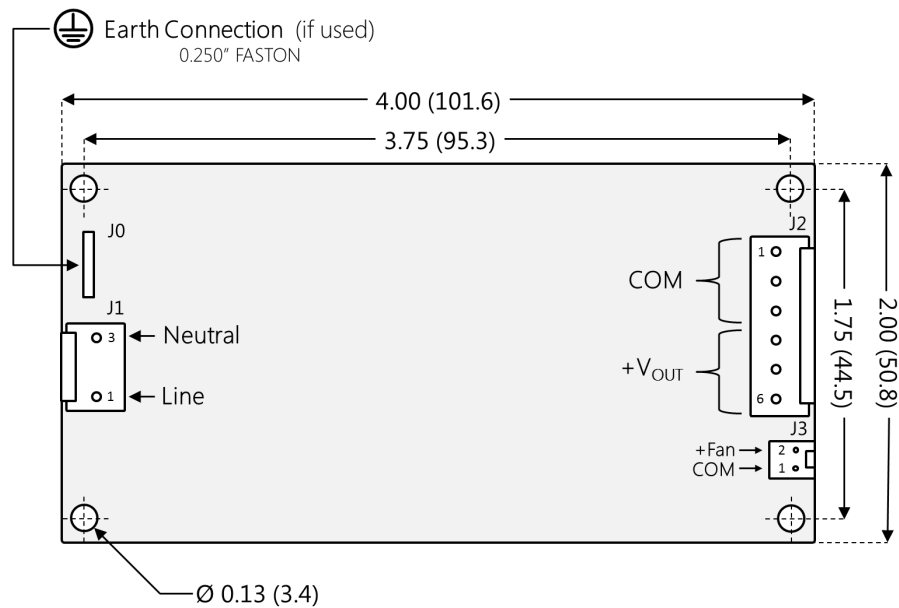 Earth Connection (if used)
0.250" FASTON
4.00 (101.6)
3.75 (95.3)
J0
J1
3
Neutral
1
Line
J2
1
COM
+VOUT
6
J3
+Fan
2
COM
1
1.75 (44.5)
2.00 (50.8)
Ø 0.13 (3.4)